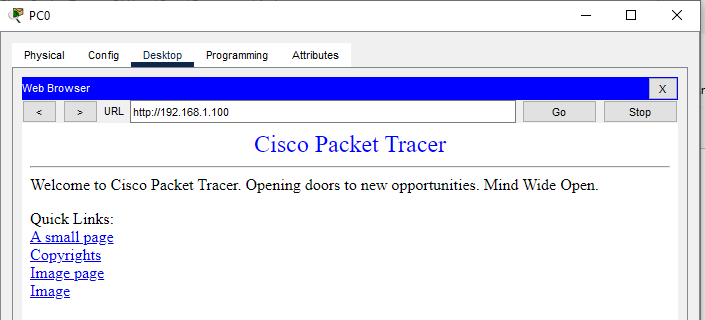 PC0
Physical Config Desktop Programming Attributes
Web Browser X
< > URL http://192.168.1.100 Go Stop
Cisco Packet Tracer
Welcome to Cisco Packet Tracer. Opening doors to new opportunities. Mind Wide Open.
Quick Links:
A small page
Copyrights
Image page
Image